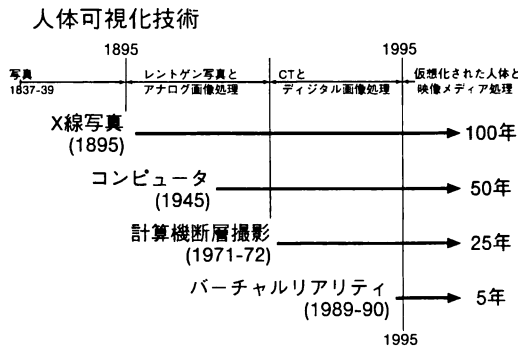 人体可視化技術
1895
1995
写真
1837-39
レントゲン写真と
アナログ画像処理
CTと
ディジタル画像処理
仮想化された人体と
映像メディア処理
X線写真
(1895)
100年
コンピュータ
(1945)
50年
計算機断層撮影
(1971-72)
25年
バーチャルリアリティ
(1989-90)
5年
1995